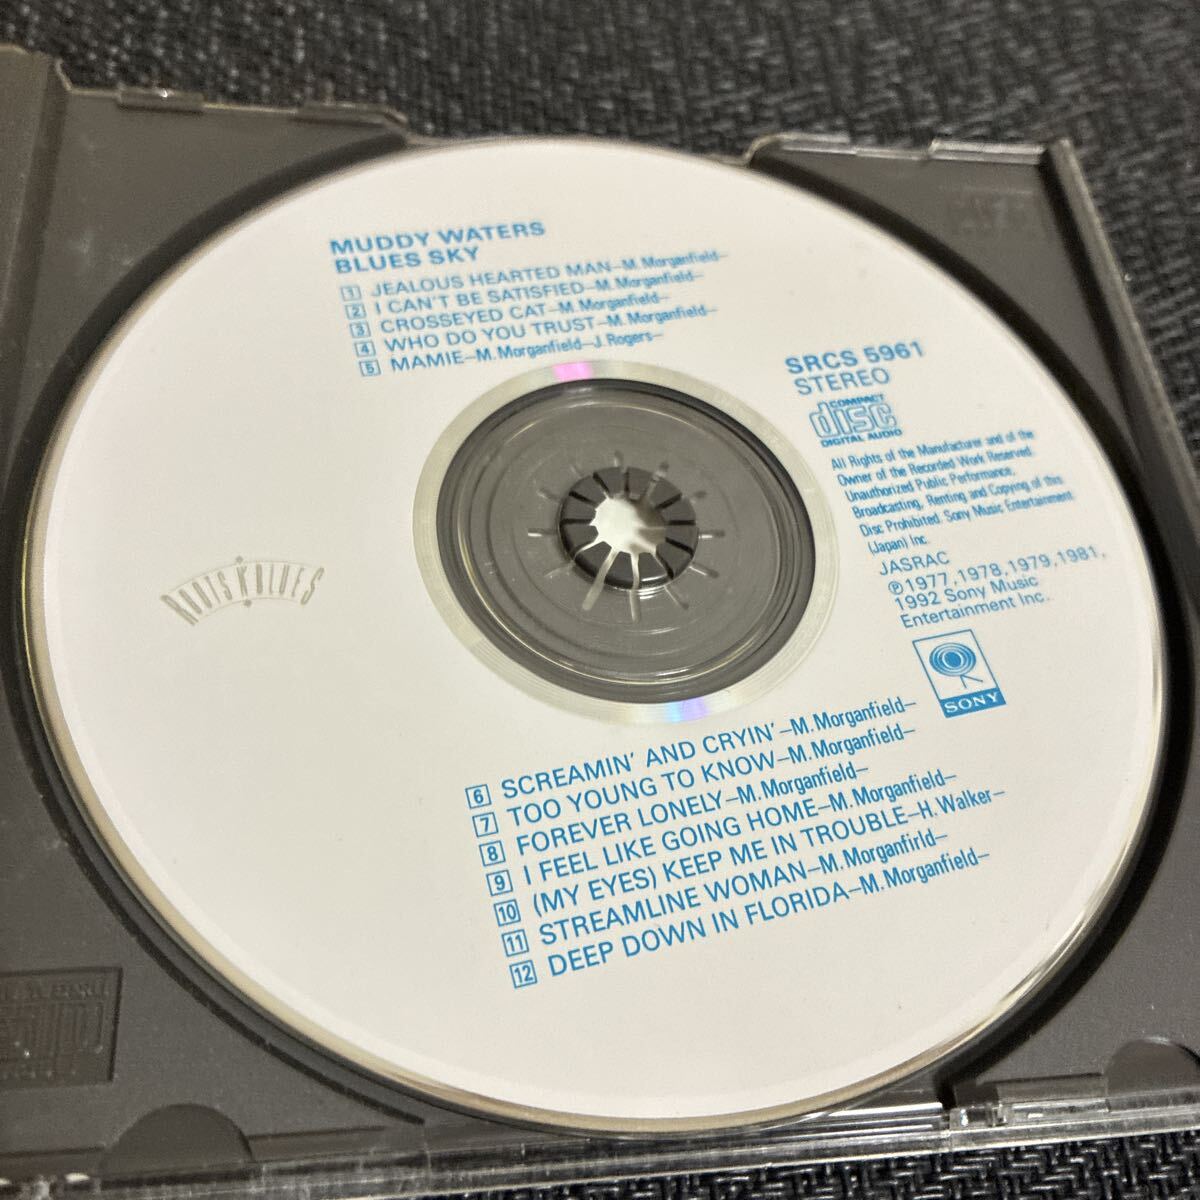 MUDDY WATERS
BLUES SKY
1 JEALOUS HEARTED MAN–M. Morganfield–
2 I CAN'T BE SATISFIED–M. Morganfield–
3 CROSSEYED CAT–M. Morganfield–
4 WHO DO YOU TRUST–M. Morganfield–
5 MAMIE–M. Morganfield–J. Rogers–
SRCS 5961
STEREO
COMPACT
disc
DIGITAL AUDIO
All Rights of the Manufacturer and of the
Owner of the Recorded Work Reserved.
Unauthorized Public Performance,
Broadcasting, Renting and Copying of this
Disc Prohibited. Sony Music Entertainment
(Japan) Inc.
JASRAC
℗1977, 1978, 1979, 1981,
1992 Sony Music
Entertainment Inc.
SONY
ROOTS 'N' BLUES
6 SCREAMIN' AND CRYIN'–M. Morganfield–
7 TOO YOUNG TO KNOW–M. Morganfield–
8 FOREVER LONELY–M. Morganfield–
9 I FEEL LIKE GOING HOME–M. Morganfield–
10 (MY EYES) KEEP ME IN TROUBLE–H. Walker–
11 STREAMLINE WOMAN–M. Morganfirld–
12 DEEP DOWN IN FLORIDA–M. Morganfield–